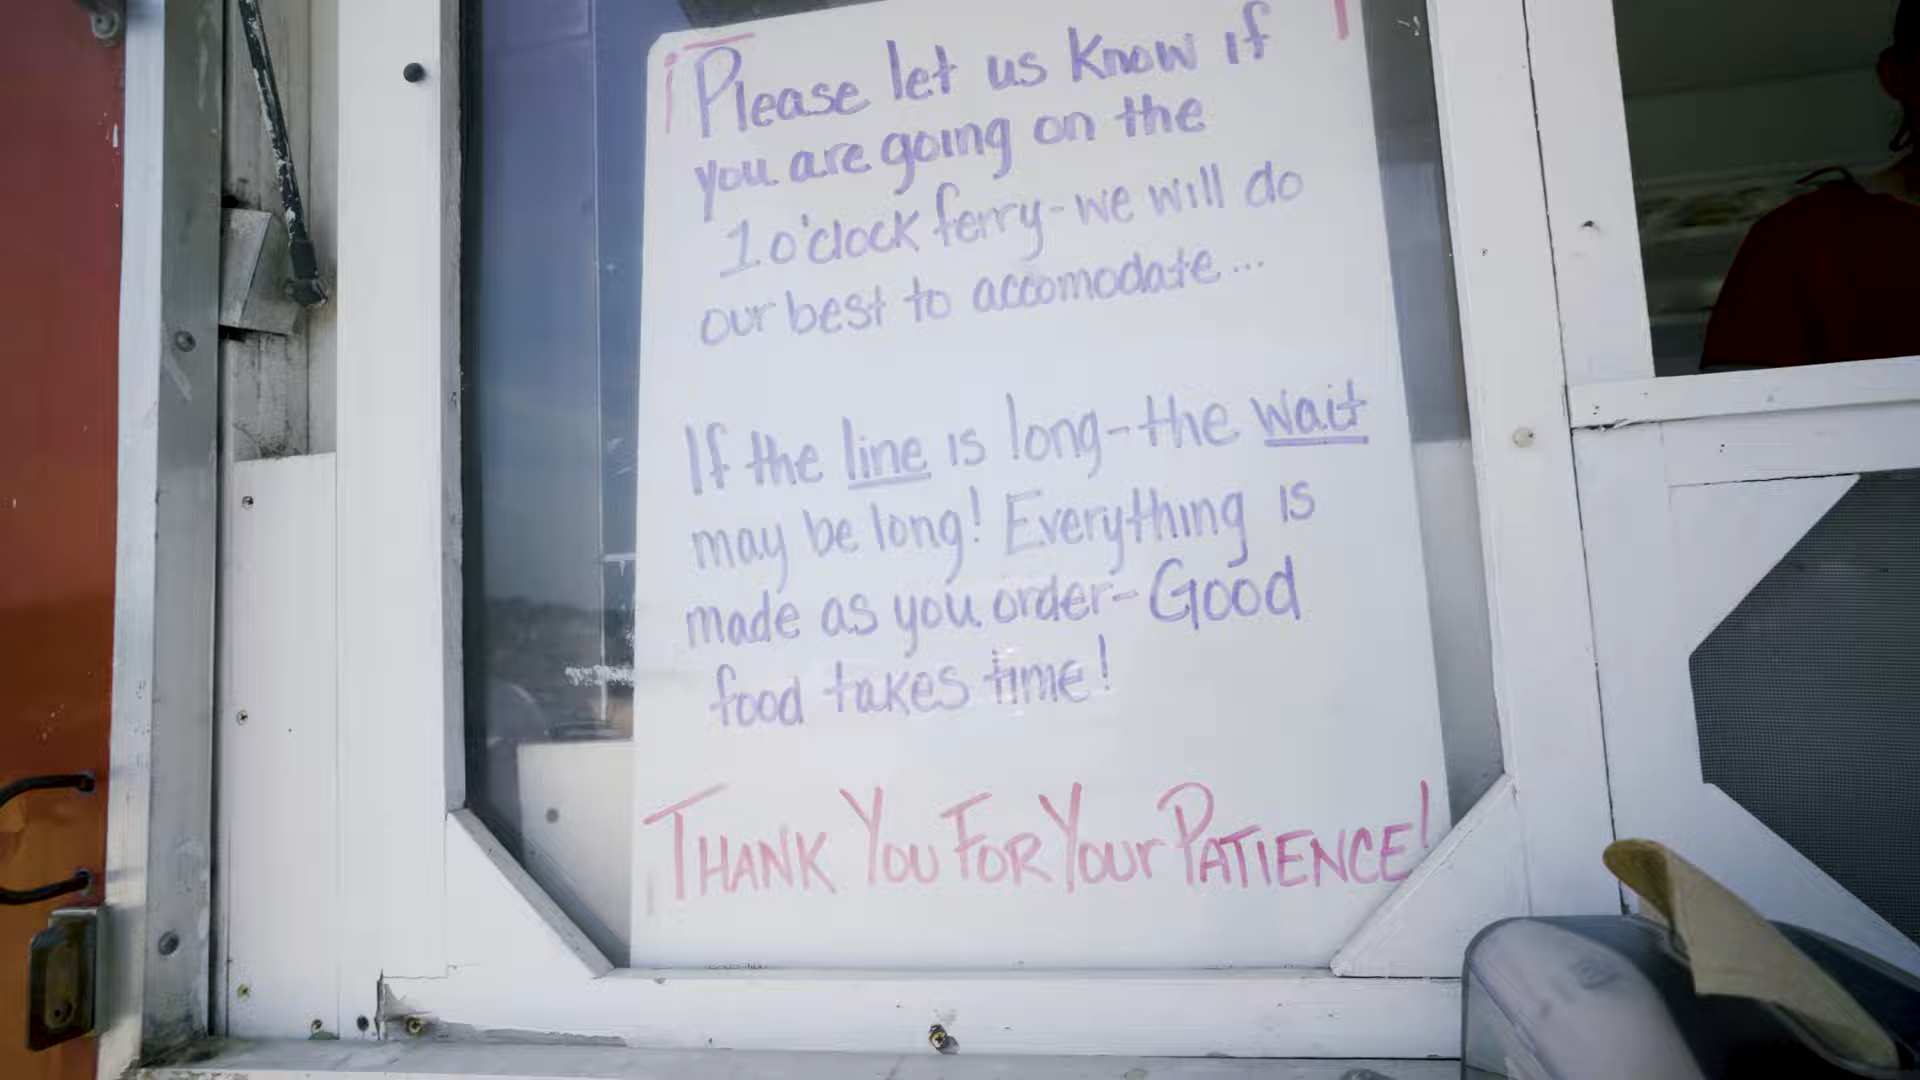 Please let us know if
you are going on the
1 o'clock ferry-we will do
our best to accomodate...
If the line is long-the wait
may be long! Everything is
made as you order-Good
food takes time!
THANK YOU FOR YOUR PATIENCE!